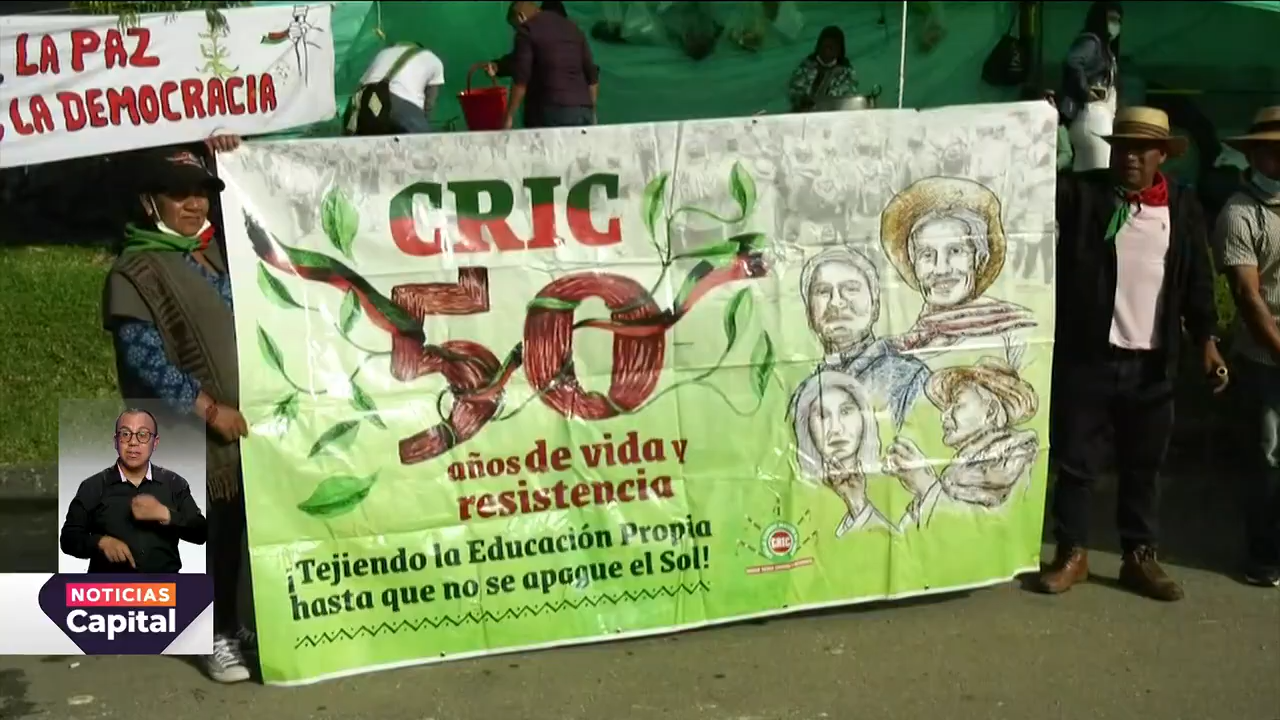 LA PAZ
LA DEMOCRACIA
CRIC
50
años de vida y
resistencia
¡Tejiendo la Educación Propia
hasta que no se apague el Sol!
CRIC
NOTICIAS
Capital